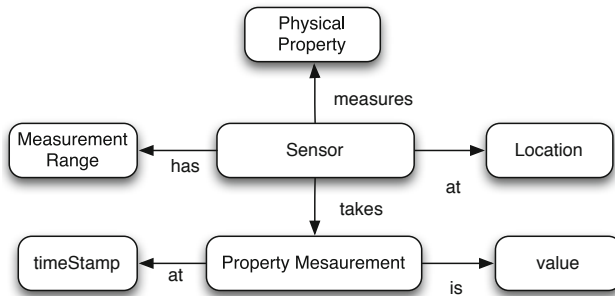 Physical
Property
measures
Measurement
Range
has
Sensor
at
Location
takes
timeStamp
at
Property Mesaurement
is
value